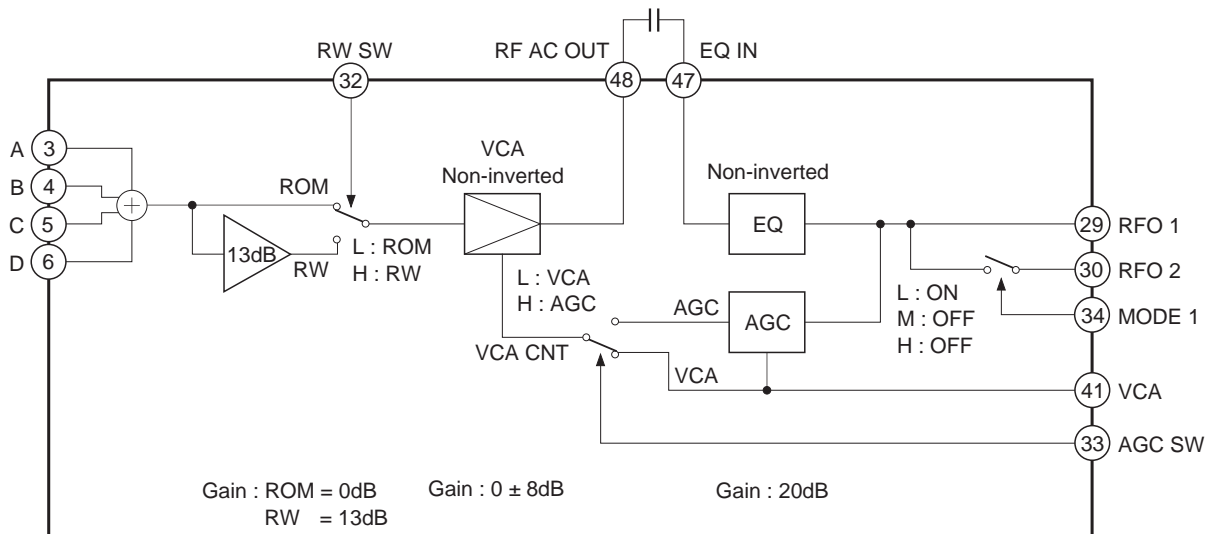 RW SW
32
RF AC OUT
48
EQ IN
47
A
3
B
4
C
5
D
6
+
13dB
ROM
RW
L : ROM
H : RW
VCA
Non-inverted
L : VCA
H : AGC
VCA CNT
AGC
VCA
Non-inverted
EQ
AGC
L : ON
M : OFF
H : OFF
29
RFO 1
30
RFO 2
34
MODE 1
41
VCA
33
AGC SW
Gain : ROM = 0dB
RW = 13dB
Gain : 0 ± 8dB
Gain : 20dB